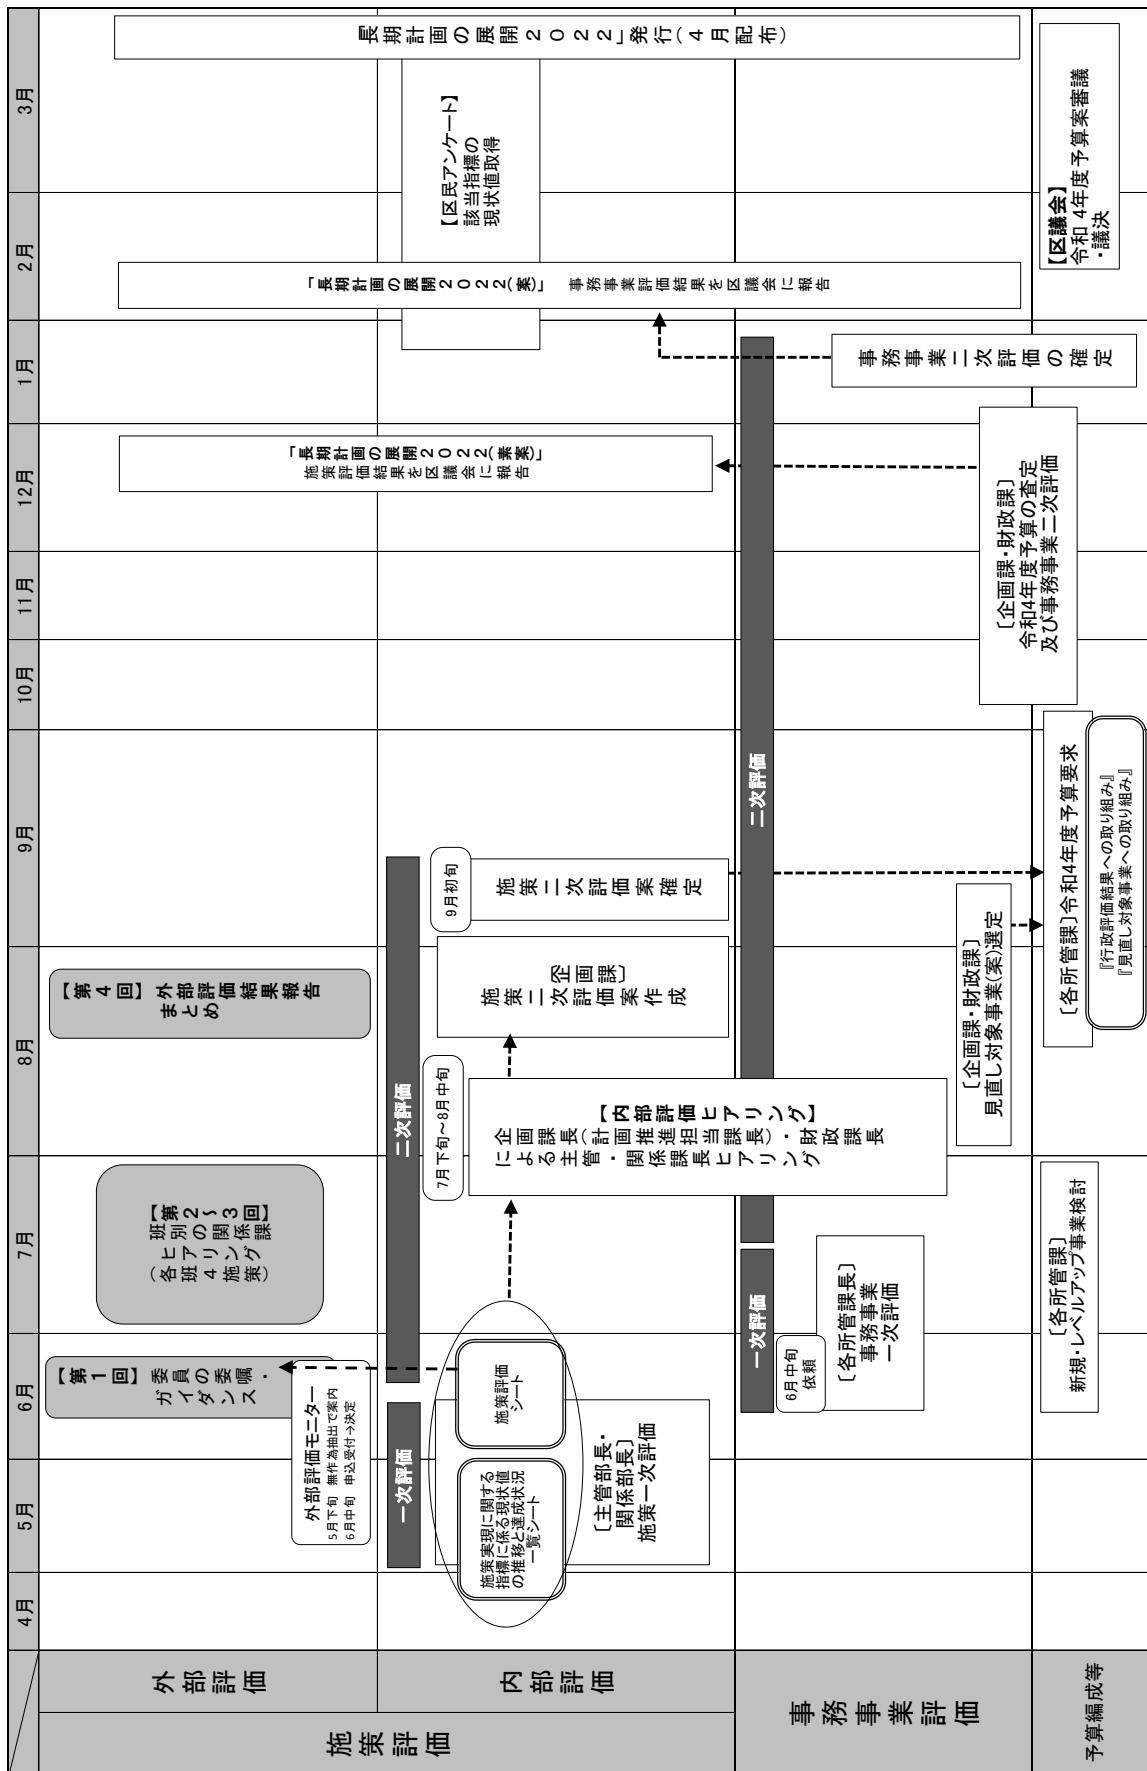 4月
5月
6月
7月
8月
9月
10月
11月
12月
1月
2月
3月
施策評価
外部評価
外部評価モニター
5月下旬 無作為抽出で案内
6月中旬 申込受付→決定
【第1回】委員の委嘱・
ガイダンス
【第2～3回】
班別の関係課
ヒアリング
(各班4施策)
【第4回】外部評価結果報告
まとめ
「長期計画の展開2022(素案)」
施策評価結果を区議会に報告
「長期計画の展開2022(案)」 事務事業評価結果を区議会に報告
「長期計画の展開2022」発行(4月配布)
内部評価
一次評価
二次評価
施策実現に関する
指標に係る現状値
の推移と達成状況
一覧シート
施策評価
シート
〔主管部長・
関係部長〕
施策一次評価
7月下旬～8月中旬
【内部評価ヒアリング】
企画課長(計画推進担当課長)・財政課長
による主管・関係課長ヒアリング
〔企画課〕
施策二次評価案作成
9月初旬
施策二次評価案確定
【区民アンケート】
該当指標の
現状値取得
事務事業評価
一次評価
二次評価
6月中旬
依頼
〔各所管課長〕
事務事業
一次評価
〔企画課・財政課〕
見直し対象事業(案)選定
〔企画課・財政課〕
令和4年度予算の査定
及び事務事業二次評価
事務事業二次評価の確定
予算編成等
〔各所管課〕
新規・レベルアップ事業検討
〔各所管課〕令和4年度予算要求
『行政評価結果への取り組み』
『見直し対象事業への取り組み』
【区議会】
令和 4年度予算案審議
・議決